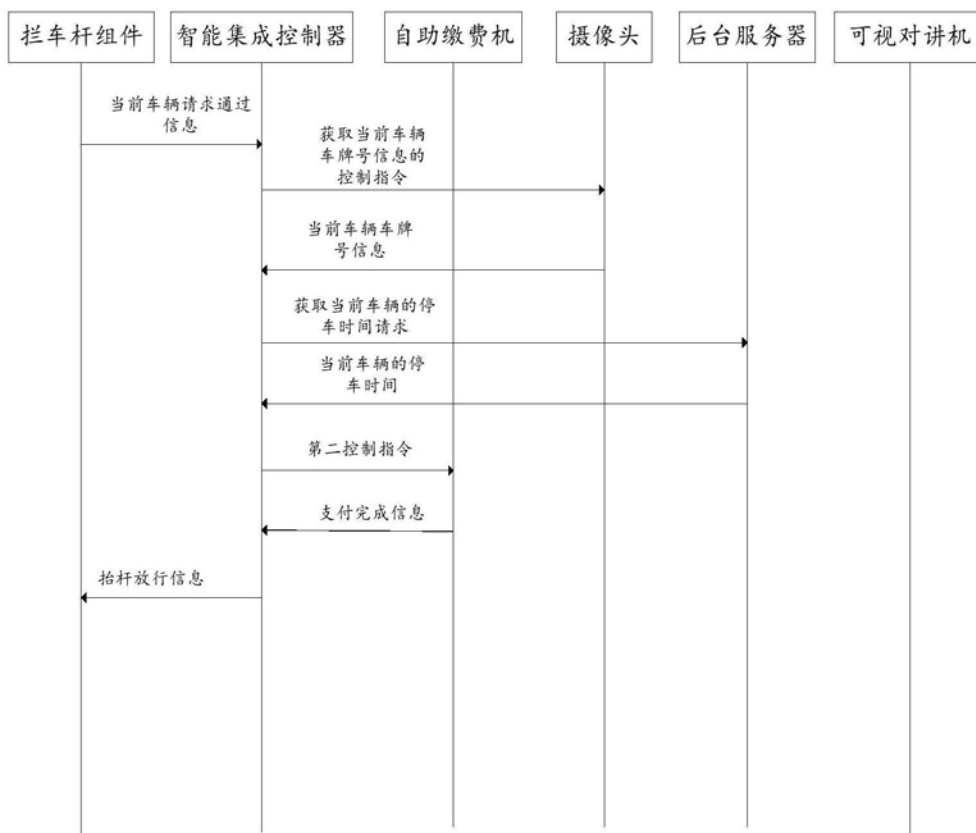 拦车杆组件
智能集成控制器
自助缴费机
摄像头
后台服务器
可视对讲机
当前车辆请求通过
信息
获取当前车辆
车牌号信息的
控制指令
当前车辆车牌
号信息
获取当前车辆的停
车时间请求
当前车辆的停
车时间
第二控制指令
支付完成信息
抬杆放行信息